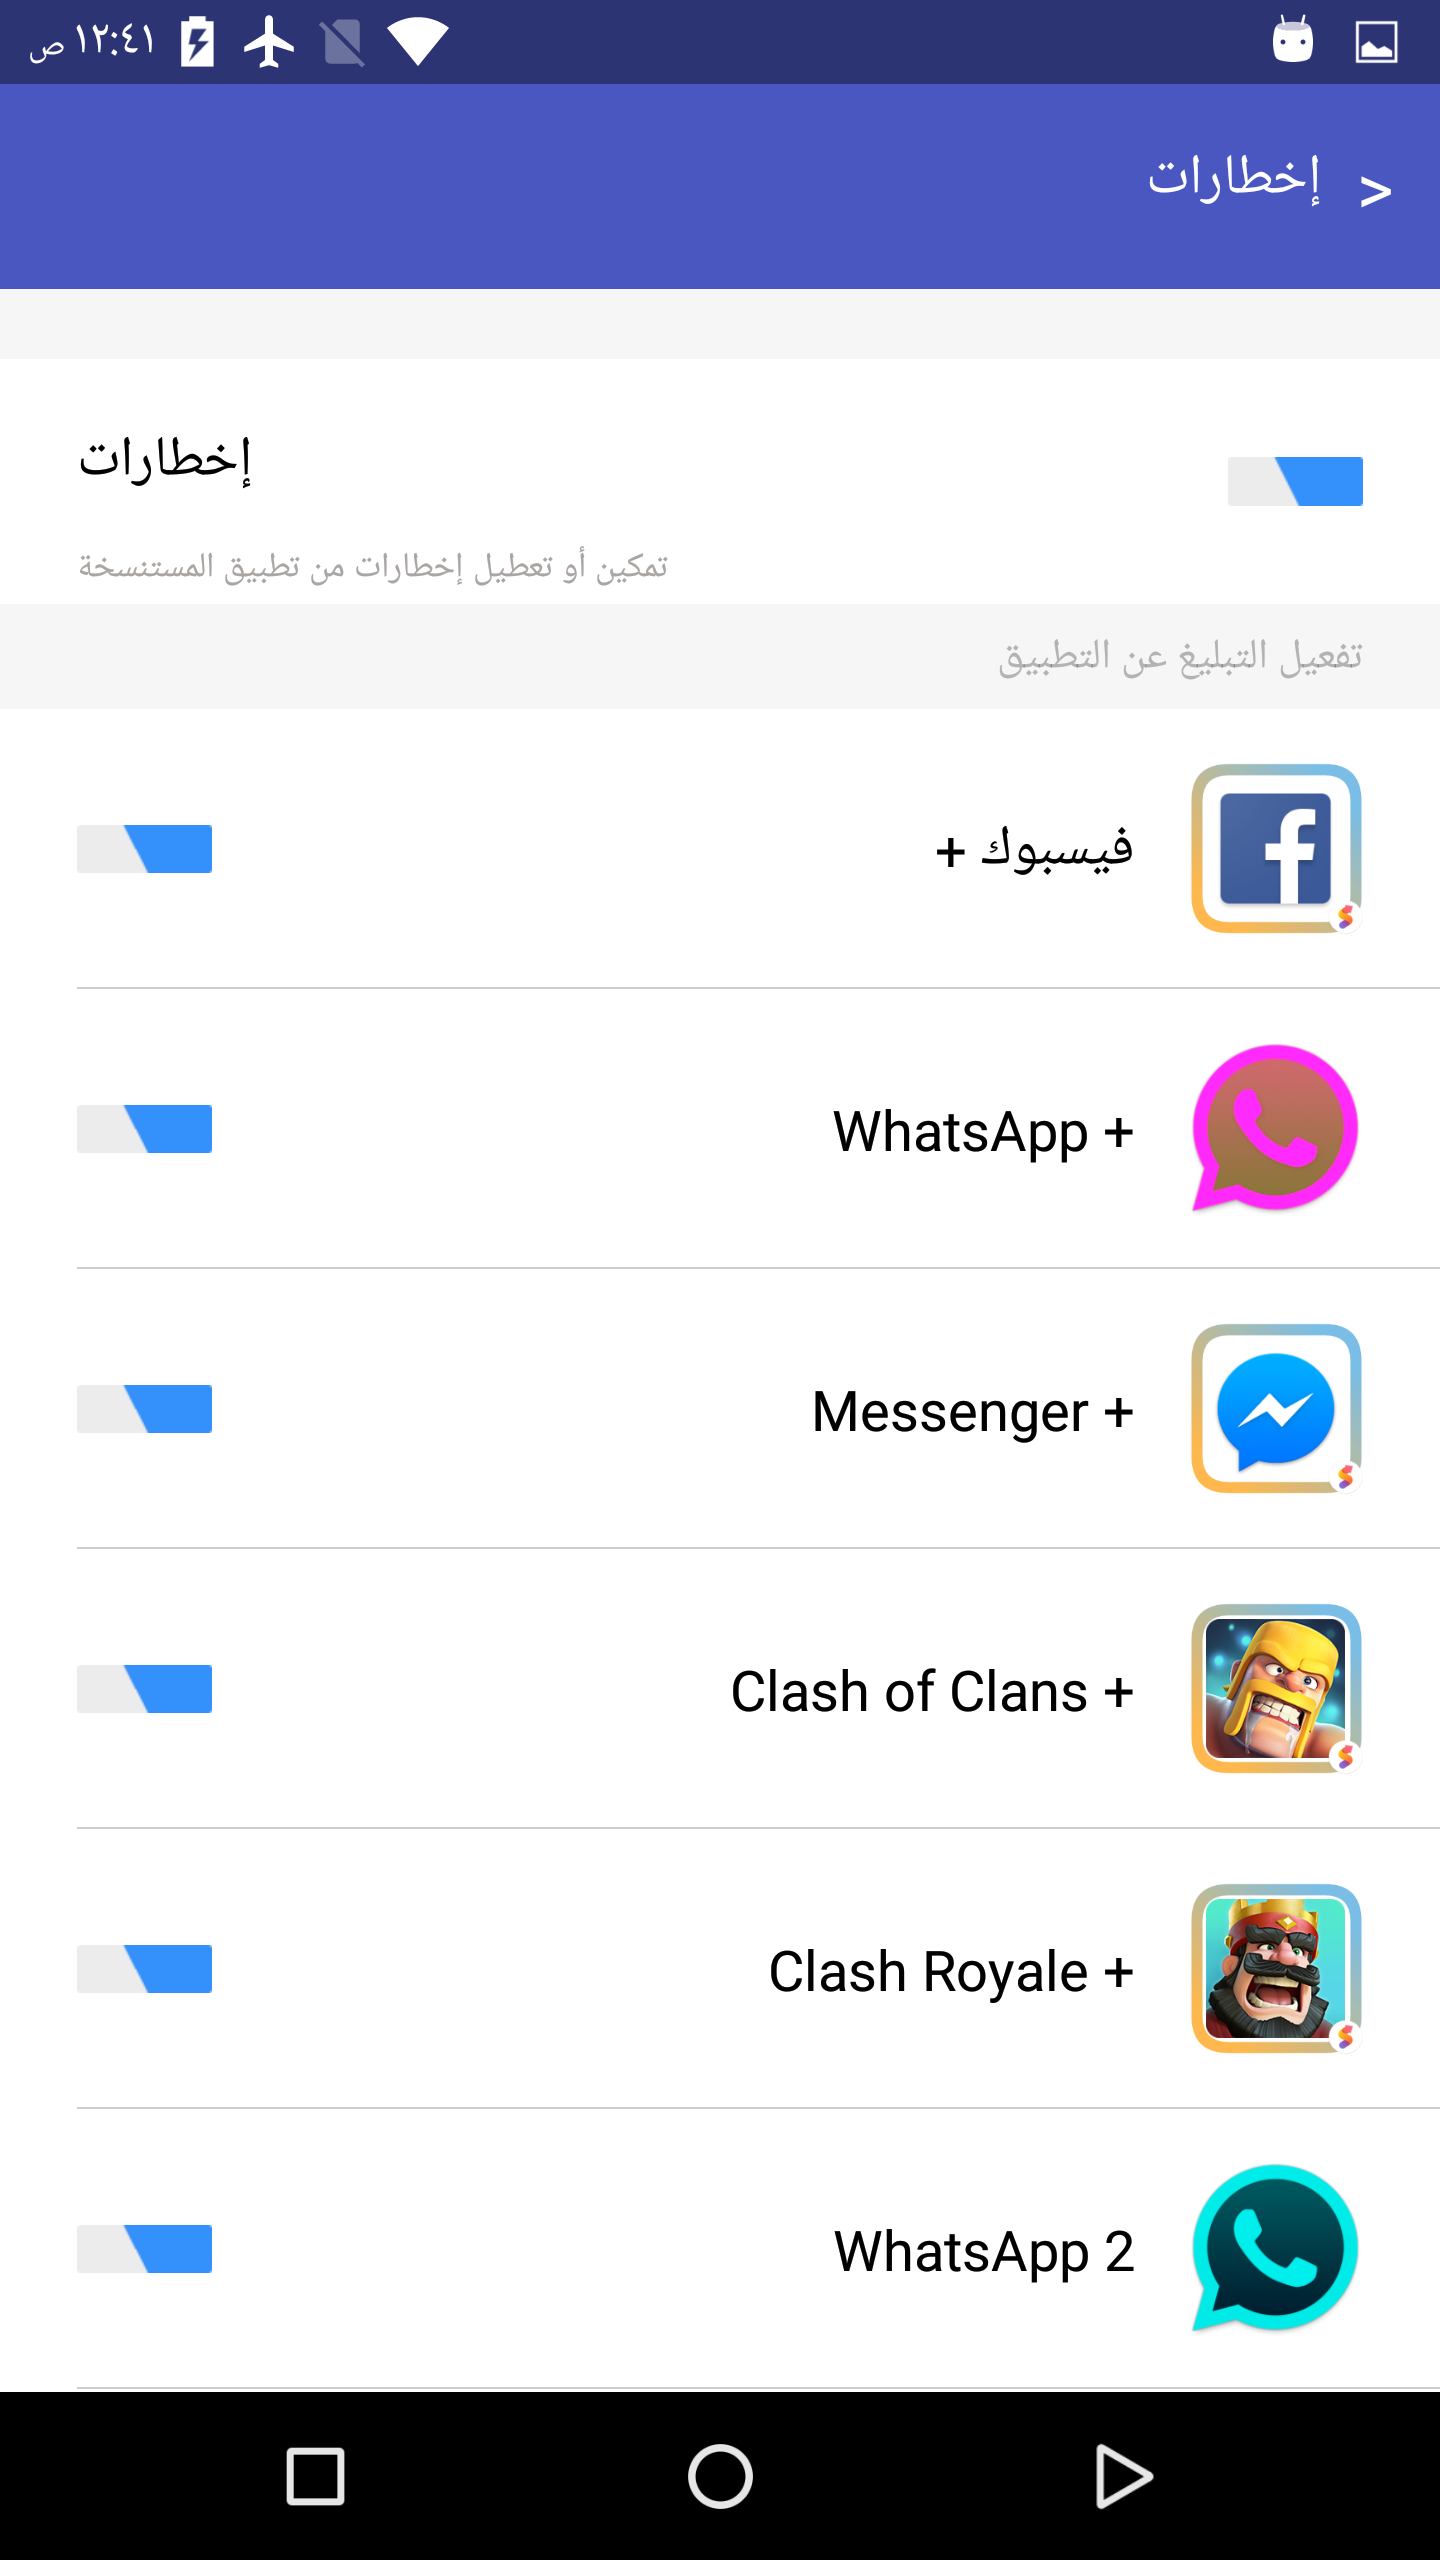 ١٢:٤١ ص
> إخطارات
إخطارات
تمكين أو تعطيل إخطارات من تطبيق المستنسخة
تفعيل التبليغ عن التطبيق
فيسبوك +
WhatsApp +
Messenger +
Clash of Clans +
Clash Royale +
WhatsApp 2